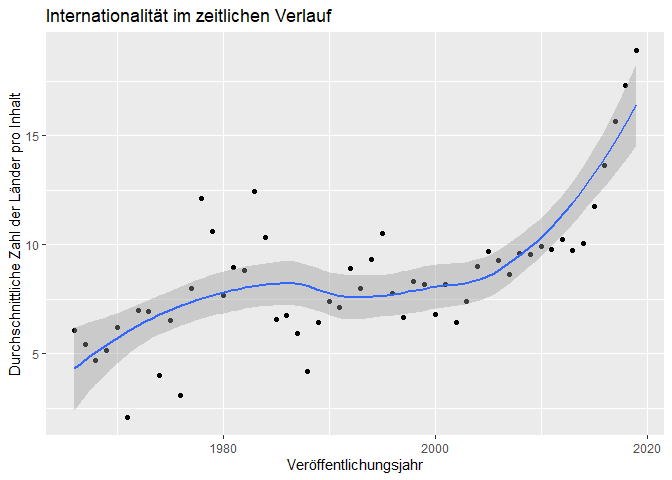 Internationalität im zeitlichen Verlauf
Durchschnittliche Zahl der Länder pro Inhalt
15
10
5
1980
2000
2020
Veröffentlichungsjahr